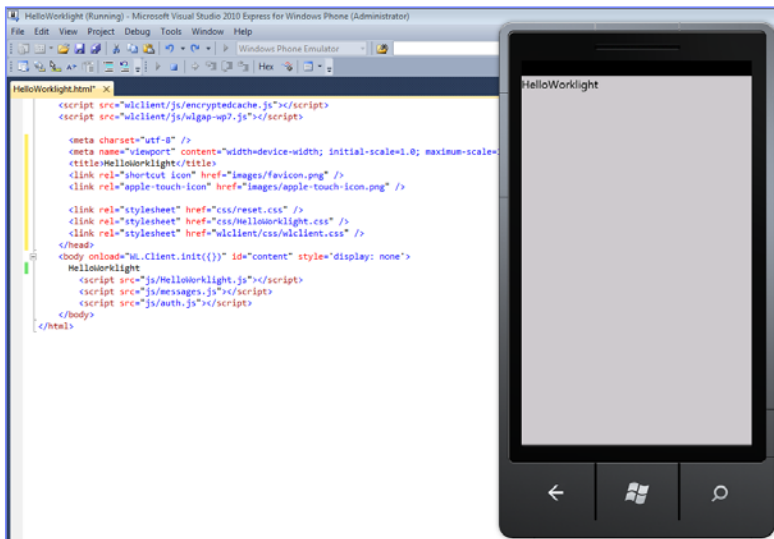 HelloWorklight (Running) - Microsoft Visual Studio 2010 Express for Windows Phone (Administrator)
File Edit View Project Debug Tools Window Help
Windows Phone Emulator
Hex
HelloWorklight.html*
<script src="wlclient/js/encryptedcache.js"></script>
<script src="wlclient/js/wlgap-wp7.js"></script>
<meta charset="utf-8" />
<meta name="viewport" content="width=device-width; initial-scale=1.0; maximum-scale=
<title>HelloWorklight</title>
<link rel="shortcut icon" href="images/favicon.png" />
<link rel="apple-touch-icon" href="images/apple-touch-icon.png" />
<link rel="stylesheet" href="css/reset.css" />
<link rel="stylesheet" href="css/HelloWorklight.css" />
<link rel="stylesheet" href="wlclient/css/wlclient.css" />
</head>
<body onload="WL.Client.init({})" id="content" style="display: none">
HelloWorklight
<script src="js/HelloWorklight.js"></script>
<script src="js/messages.js"></script>
<script src="js/auth.js"></script>
</body>
</html>
HelloWorklight